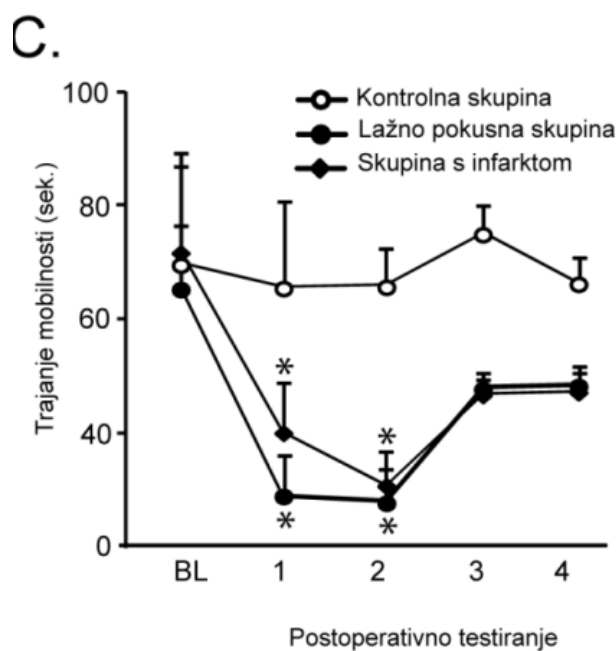 C.
100
80
60
40
0
Kontrolna skupina
Lažno pokusna skupina
Skupina s infarktom
Trajanje mobilnosti (sek.)
*
*
*
*
BL 1 2 3 4
Postoperativno testiranje